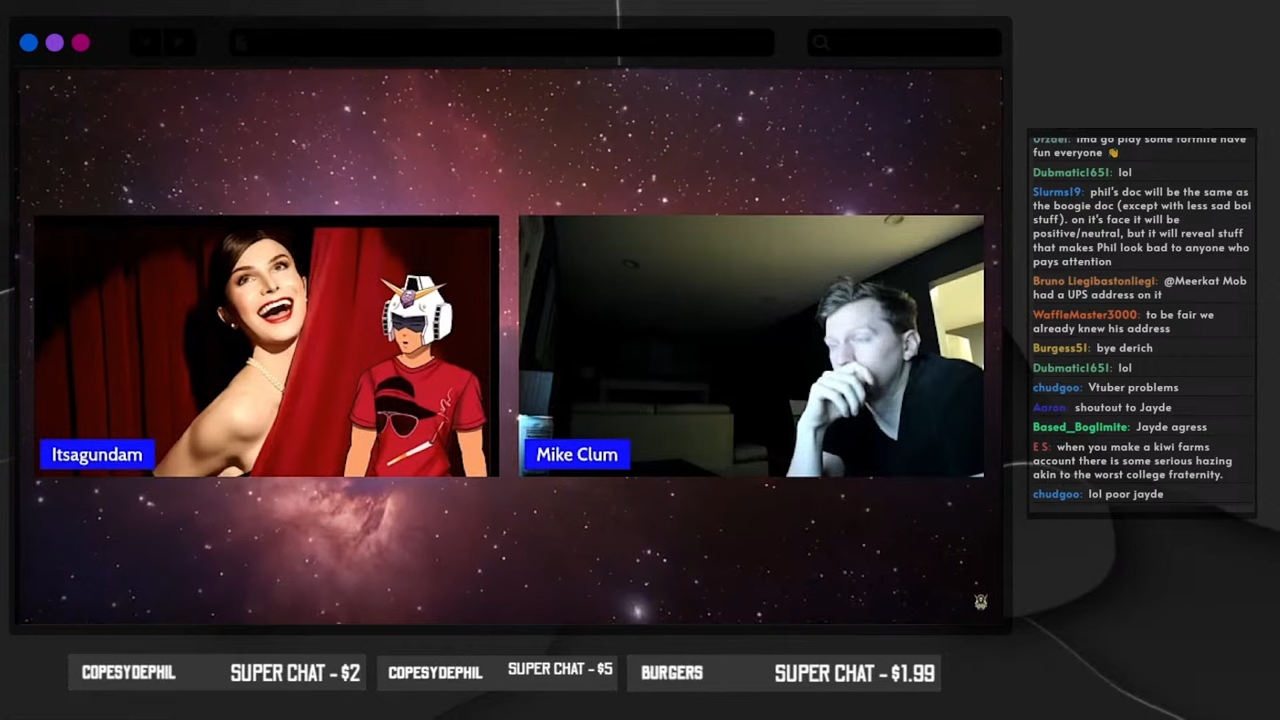 Urzael: ima go play some fortnite have
fun everyone 👋
Dubmatic1651: lol
Slurms19: phil's doc will be the same as
the boogie doc (except with less sad boi
stuff). on it's face it will be
positive/neutral, but it will reveal stuff
that makes Phil look bad to anyone who
pays attention
Bruno Liegibastonliegi: @Meerkat Mob
had a UPS address on it
WaffleMaster3000: to be fair we
already knew his address
Burgess51: bye derich
Dubmatic1651: lol
chudgoo: Vtuber problems
Aaron: shoutout to Jayde
Based_Boglimite: Jayde agress
E S: when you make a kiwi farms
account there is some serious hazing
akin to the worst college fraternity.
chudgoo: lol poor jayde
Itsagundam
Mike Clum
COPESYDEPHIL SUPER CHAT - $2
COPESYDEPHIL SUPER CHAT - $5
BURGERS SUPER CHAT - $1.99